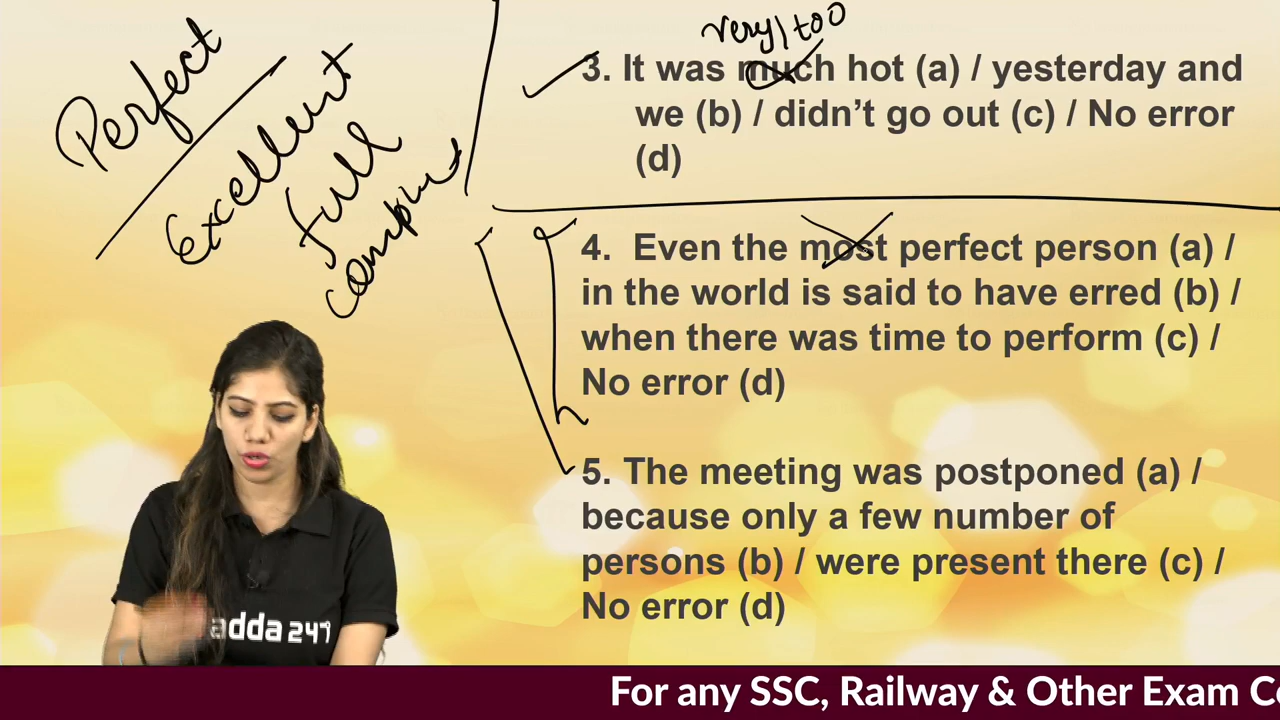 Perfect
Excellent
Full
very/too
3. It was much hot (a) / yesterday and
we (b) / didn’t go out (c) / No error
(d)
4. Even the most perfect person (a) /
in the world is said to have erred (b) /
when there was time to perform (c) /
No error (d)
5. The meeting was postponed (a) /
because only a few number of
persons (b) / were present there (c) /
No error (d)
adda 247
For any SSC, Railway & Other Exam